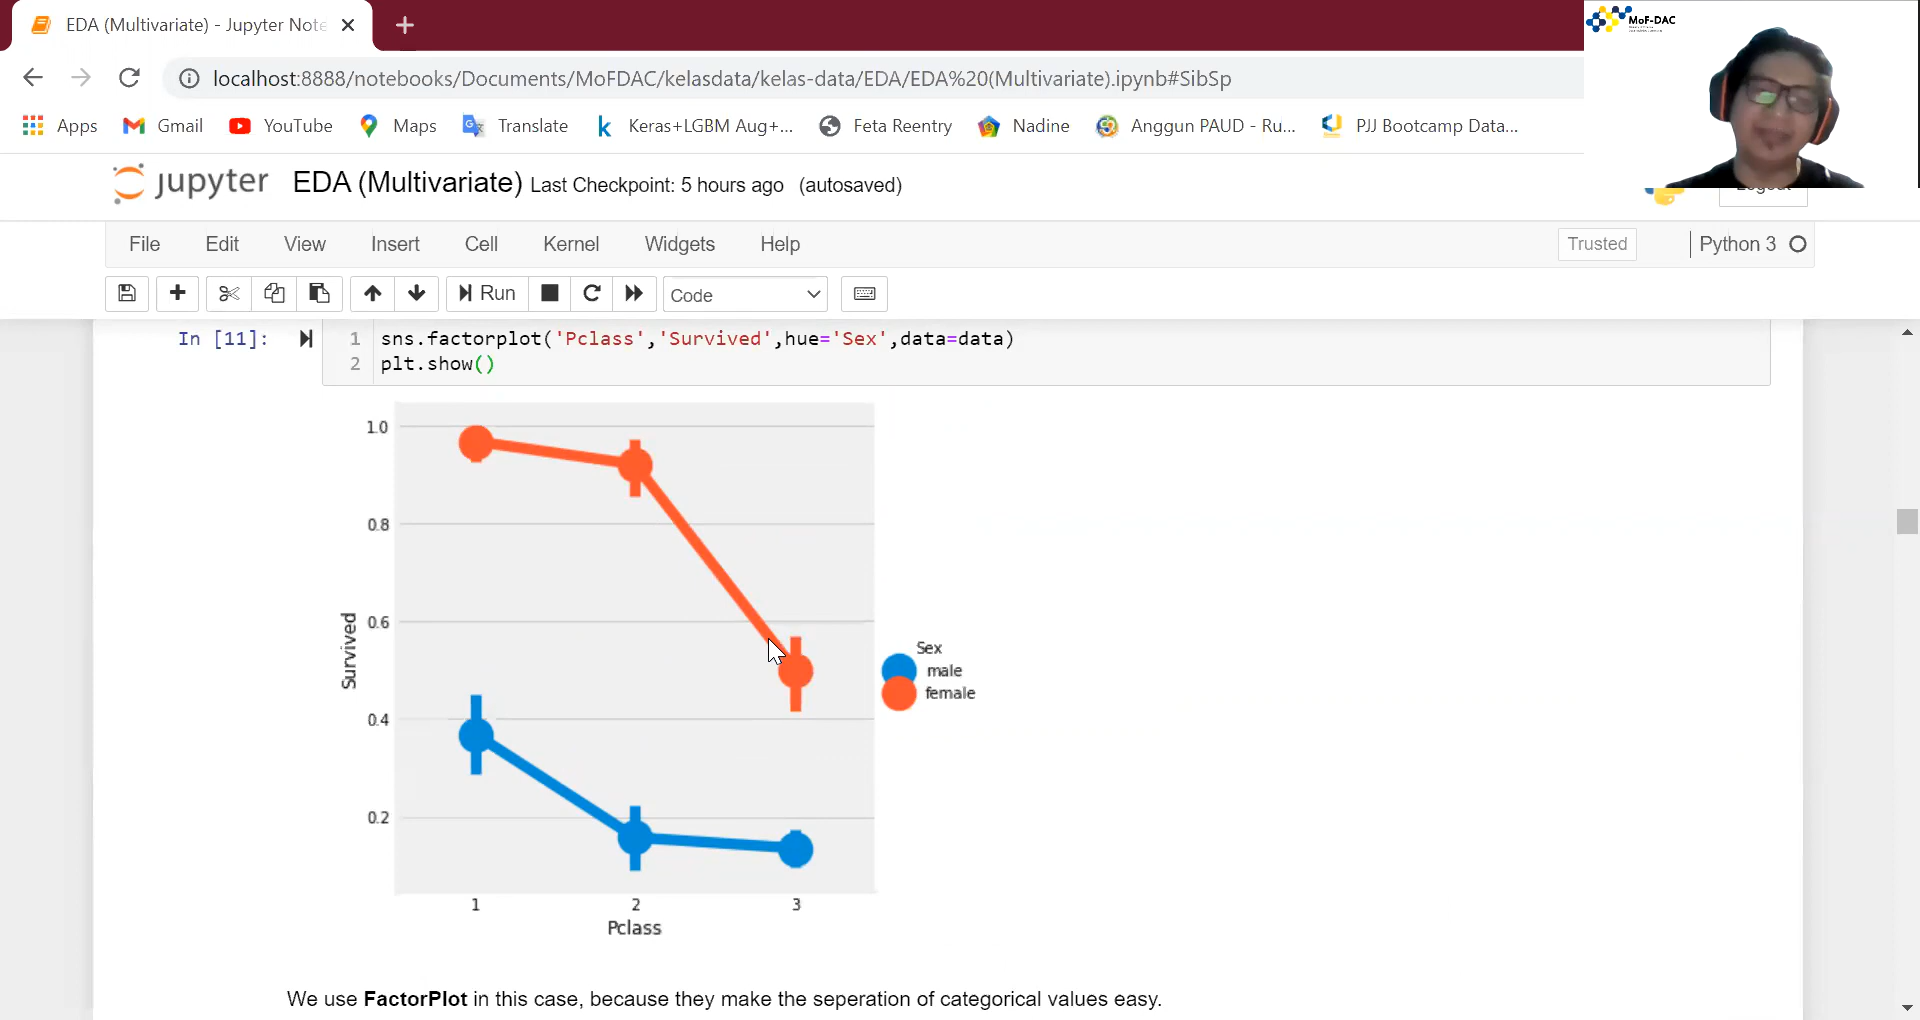 EDA (Multivariate) - Jupyter Note
MoF-DAC
localhost:8888/notebooks/Documents/MoFDAC/kelasdata/kelas-data/EDA/EDA%20(Multivariate).ipynb#SibSp
Apps Gmail YouTube Maps Translate Keras+LGBM Aug+... Feta Reentry Nadine Anggun PAUD - Ru... PJJ Bootcamp Data...
jupyter EDA (Multivariate) Last Checkpoint: 5 hours ago (autosaved)
Logout
File Edit View Insert Cell Kernel Widgets Help Trusted Python 3
Run Code
In [11]: 1 sns.factorplot('Pclass','Survived',hue='Sex',data=data)
2 plt.show()
1.0
0.8
0.6
0.4
0.2
Survived
Sex
male
female
1 2 3
Pclass
We use FactorPlot in this case, because they make the seperation of categorical values easy.